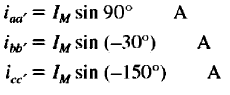 i_{aa'} = I_M sin 90° A
i_{bb'} = I_M sin (−30°) A
i_{cc'} = I_M sin (−150°) A